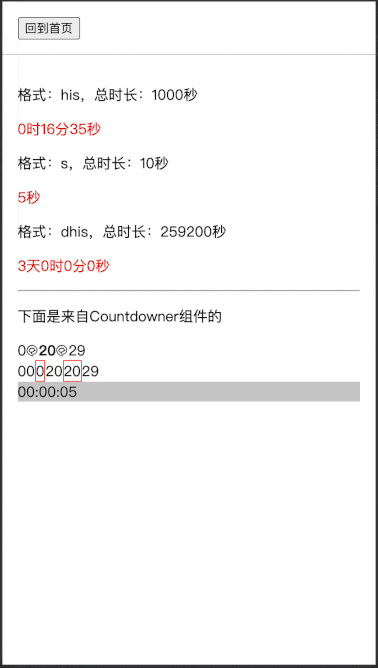 回到首页
格式：his，总时长：1000秒
0时16分35秒
格式：s，总时长：10秒
5秒
格式：dhis，总时长：259200秒
3天0时0分0秒
下面是来自Countdowner组件的
0@20@29
00020202029
00:00:05